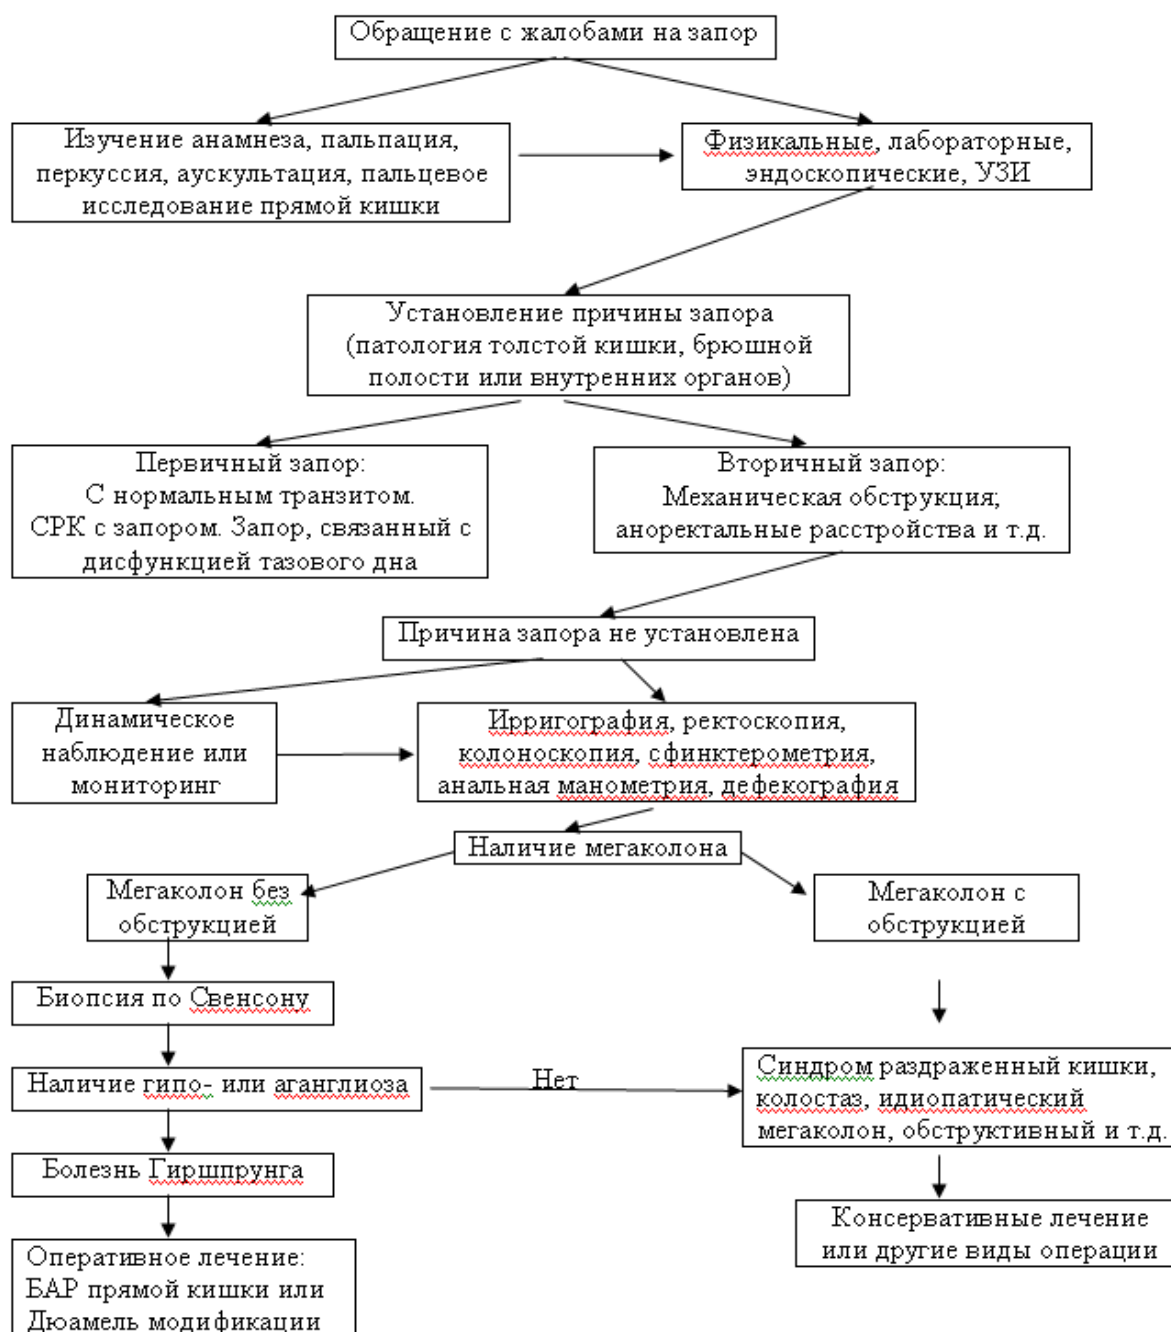 Обращение с жалобами на запор
Изучение анамнеза, пальпация,
перкуссия, аускультация, пальцевое
исследование прямой кишки
Физикальные, лабораторные,
эндоскопические, УЗИ
Установление причины запора
(патология толстой кишки, брюшной
полости или внутренних органов)
Первичный запор:
С нормальным транзитом.
СРК с запором. Запор, связанный с
дисфункцией тазового дна
Вторичный запор:
Механическая обструкция;
аноректальные расстройства и т.д.
Причина запора не установлена
Динамическое
наблюдение или
мониторинг
Ирригография, ректоскопия,
колоноскопия, сфинктерометрия,
анальная манометрия, дефекография
Наличие мегаколона
Мегаколон без
обструкцией
Мегаколон с
обструкцией
Биопсия по Свенсону
Наличие гипо- или аганглиоза
Нет
Синдром раздраженный кишки,
колостаз, идиопатический
мегаколон, обструктивный и т.д.
Болезнь Гиршпрунга
Консервативные лечение
или другие виды операции
Оперативное лечение:
БАР прямой кишки или
Дюамель модификации